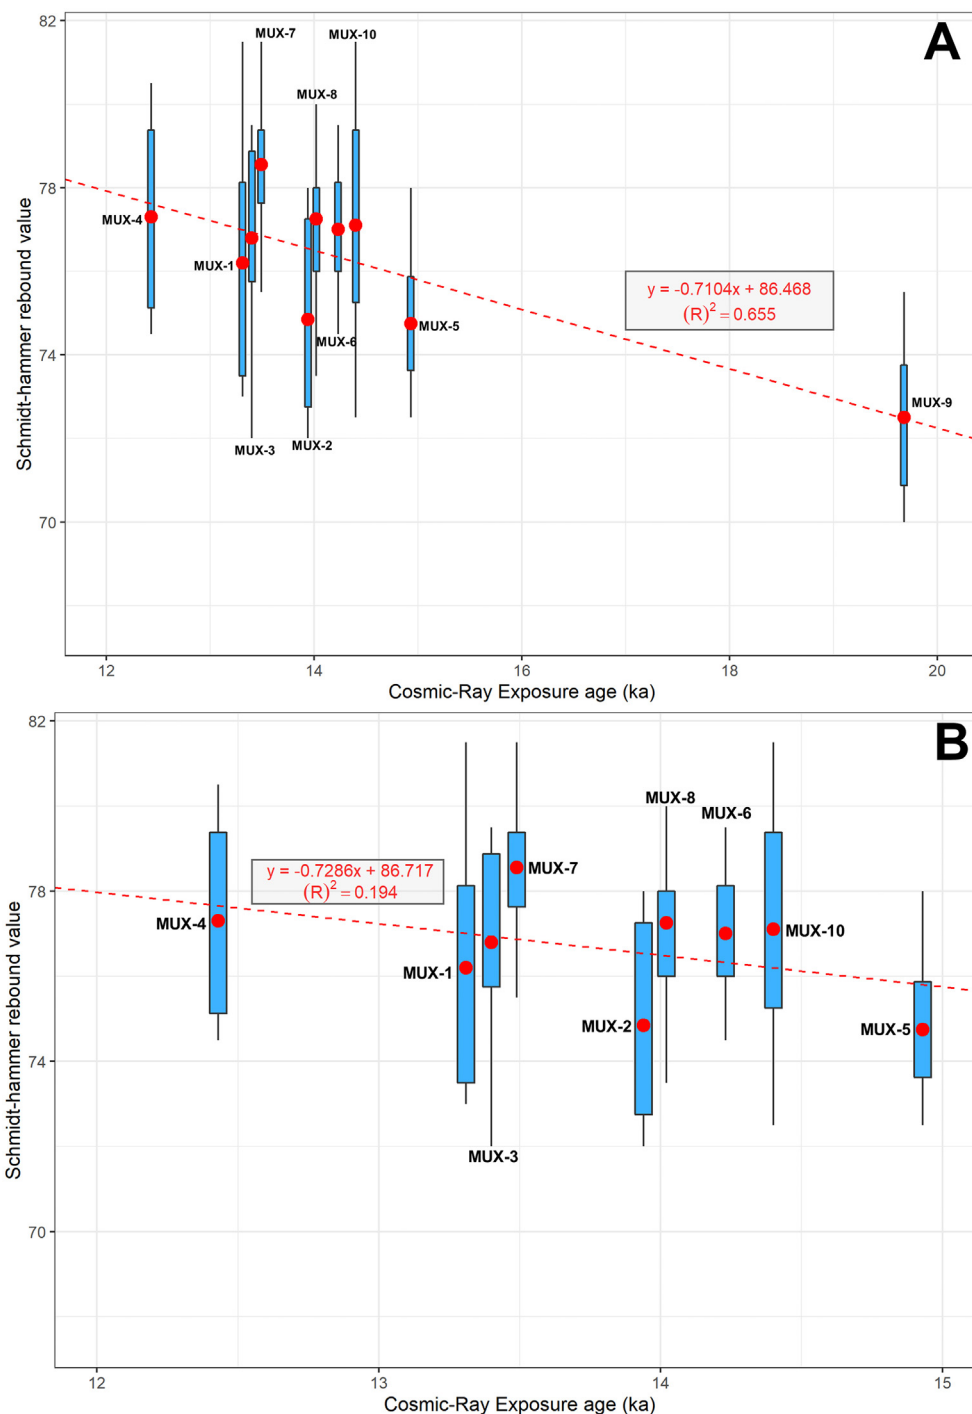 A
82
78
74
70
Schmidt-hammer rebound value
MUX-7
MUX-10
MUX-8
MUX-4
MUX-1
MUX-6
MUX-5
MUX-3
MUX-2
MUX-9
y = -0.7104x + 86.468
(R)² = 0.655
12
14
16
18
20
Cosmic-Ray Exposure age (ka)
B
82
78
74
70
Schmidt-hammer rebound value
MUX-8
MUX-6
y = -0.7286x + 86.717
(R)² = 0.194
MUX-7
MUX-4
MUX-10
MUX-1
MUX-2
MUX-5
MUX-3
12
13
14
15
Cosmic-Ray Exposure age (ka)